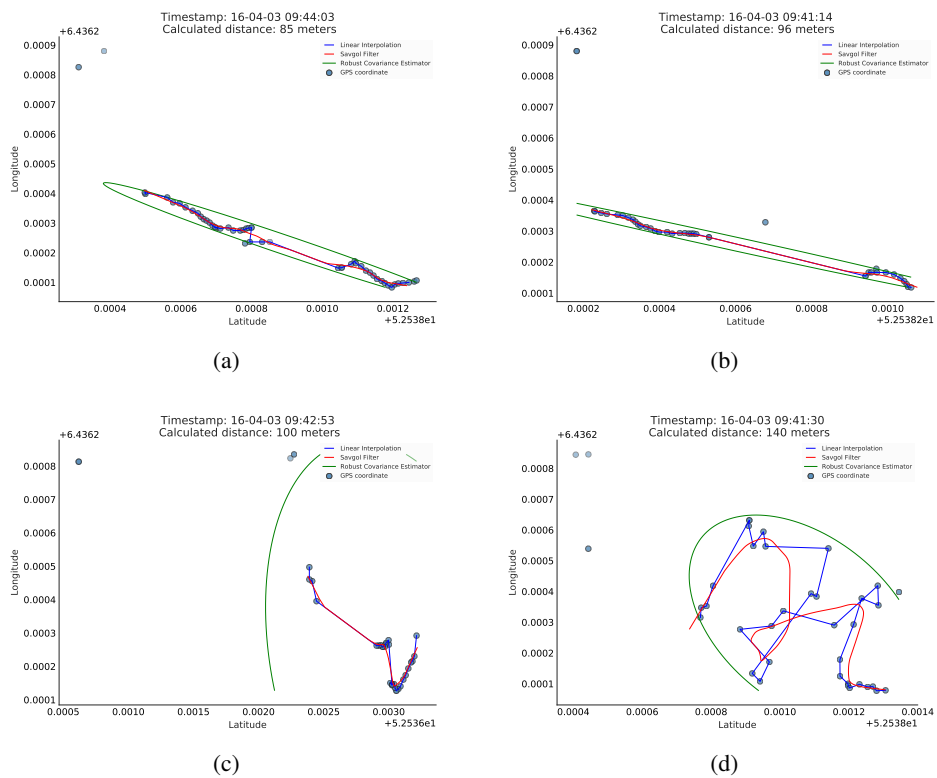 Timestamp: 16-04-03 09:44:03
Calculated distance: 85 meters
+6.4362
Linear Interpolation
Savgol Filter
Robust Covariance Estimator
GPS coordinate
0.0009
0.0008
0.0007
0.0006
0.0005
0.0004
0.0003
0.0002
0.0001
Longitude
0.0004 0.0006 0.0008 0.0010 0.0012
Latitude
+5.2538e1
(a)
Timestamp: 16-04-03 09:41:14
Calculated distance: 96 meters
+6.4362
Linear Interpolation
Savgol Filter
Robust Covariance Estimator
GPS coordinate
0.0009
0.0008
0.0007
0.0006
0.0005
0.0004
0.0003
0.0002
0.0001
Longitude
0.0002 0.0004 0.0006 0.0008 0.0010
Latitude
+5.25382e1
(b)
Timestamp: 16-04-03 09:42:53
Calculated distance: 100 meters
+6.4362
Linear Interpolation
Savgol Filter
Robust Covariance Estimator
GPS coordinate
0.0008
0.0007
0.0006
0.0005
0.0004
0.0003
0.0002
0.0001
Longitude
0.0005 0.0010 0.0015 0.0020 0.0025 0.0030
Latitude
+5.2536e1
(c)
Timestamp: 16-04-03 09:41:30
Calculated distance: 140 meters
+6.4362
Linear Interpolation
Savgol Filter
Robust Covariance Estimator
GPS coordinate
0.0008
0.0007
0.0006
0.0005
0.0004
0.0003
0.0002
0.0001
Longitude
0.0004 0.0006 0.0008 0.0010 0.0012 0.0014
Latitude
+5.2538e1
(d)